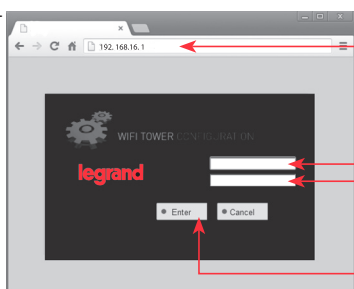 192. 168.16. 1
WIFI TOWER CONFIGURATION
legrand
Enter
Cancel